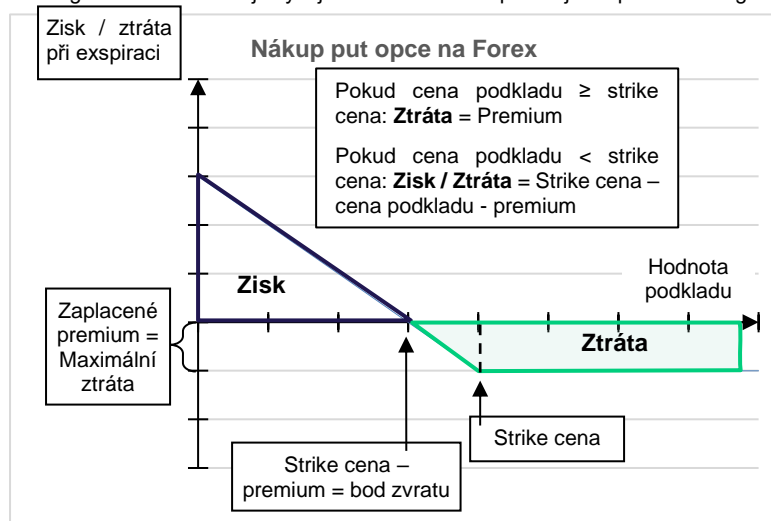 Zisk / ztráta
při exspiraci
Nákup put opce na Forex
Pokud cena podkladu ≥ strike
cena: Ztráta = Premium
Pokud cena podkladu < strike
cena: Zisk / Ztráta = Strike cena –
cena podkladu - premium
Zisk
Hodnota
podkladu
Zaplacené
premium =
Maximální
ztráta
Ztráta
Strike cena
Strike cena –
premium = bod zvratu